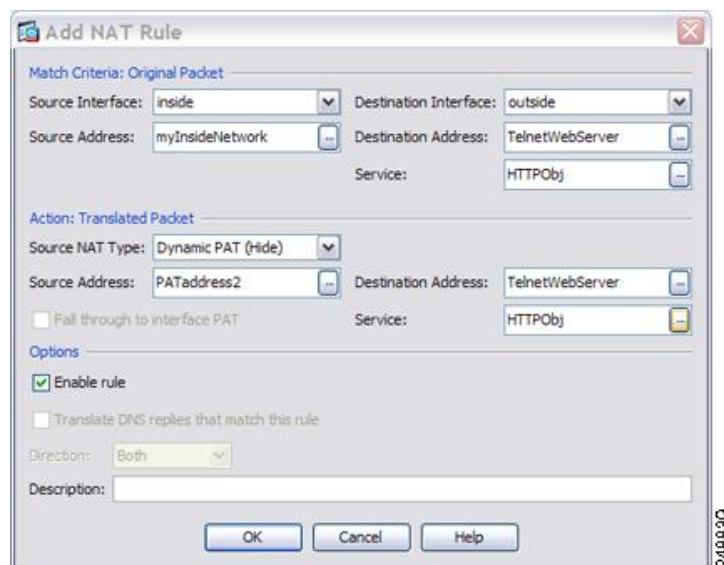 Add NAT Rule
Match Criteria: Original Packet
Source Interface: inside Destination Interface: outside
Source Address: myInsideNetwork ... Destination Address: TelnetWebServer ...
Service: HTTPObj ...
Action: Translated Packet
Source NAT Type: Dynamic PAT (Hide)
Source Address: PATaddress2 ... Destination Address: TelnetWebServer ...
Fall through to interface PAT Service: HTTPObj ...
Options
Enable rule
Translate DNS replies that match this rule
Direction: Both
Description:
OK Cancel Help